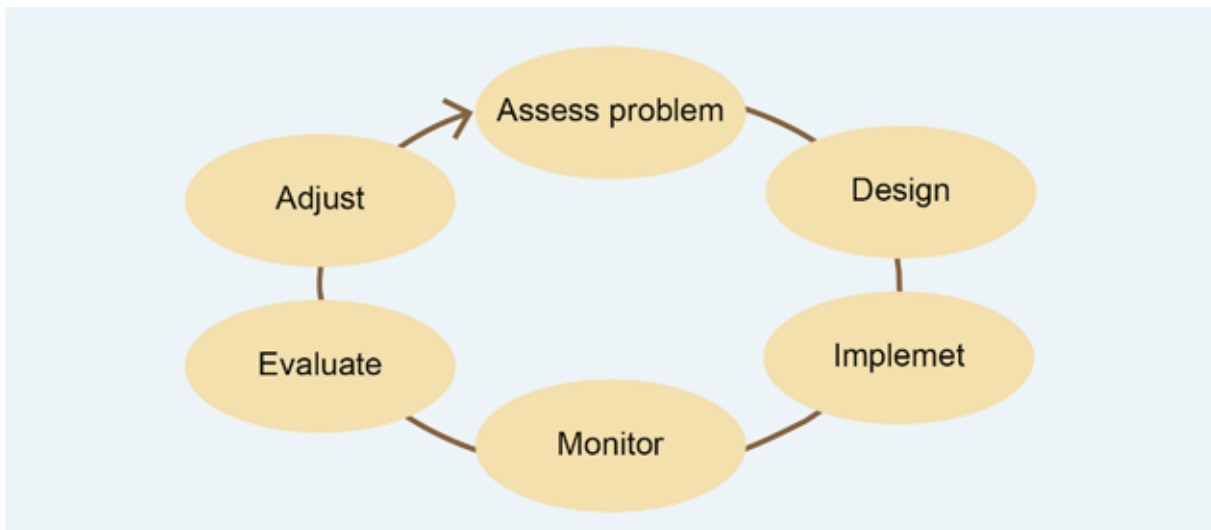 Assess problem
Design
Implemet
Monitor
Evaluate
Adjust